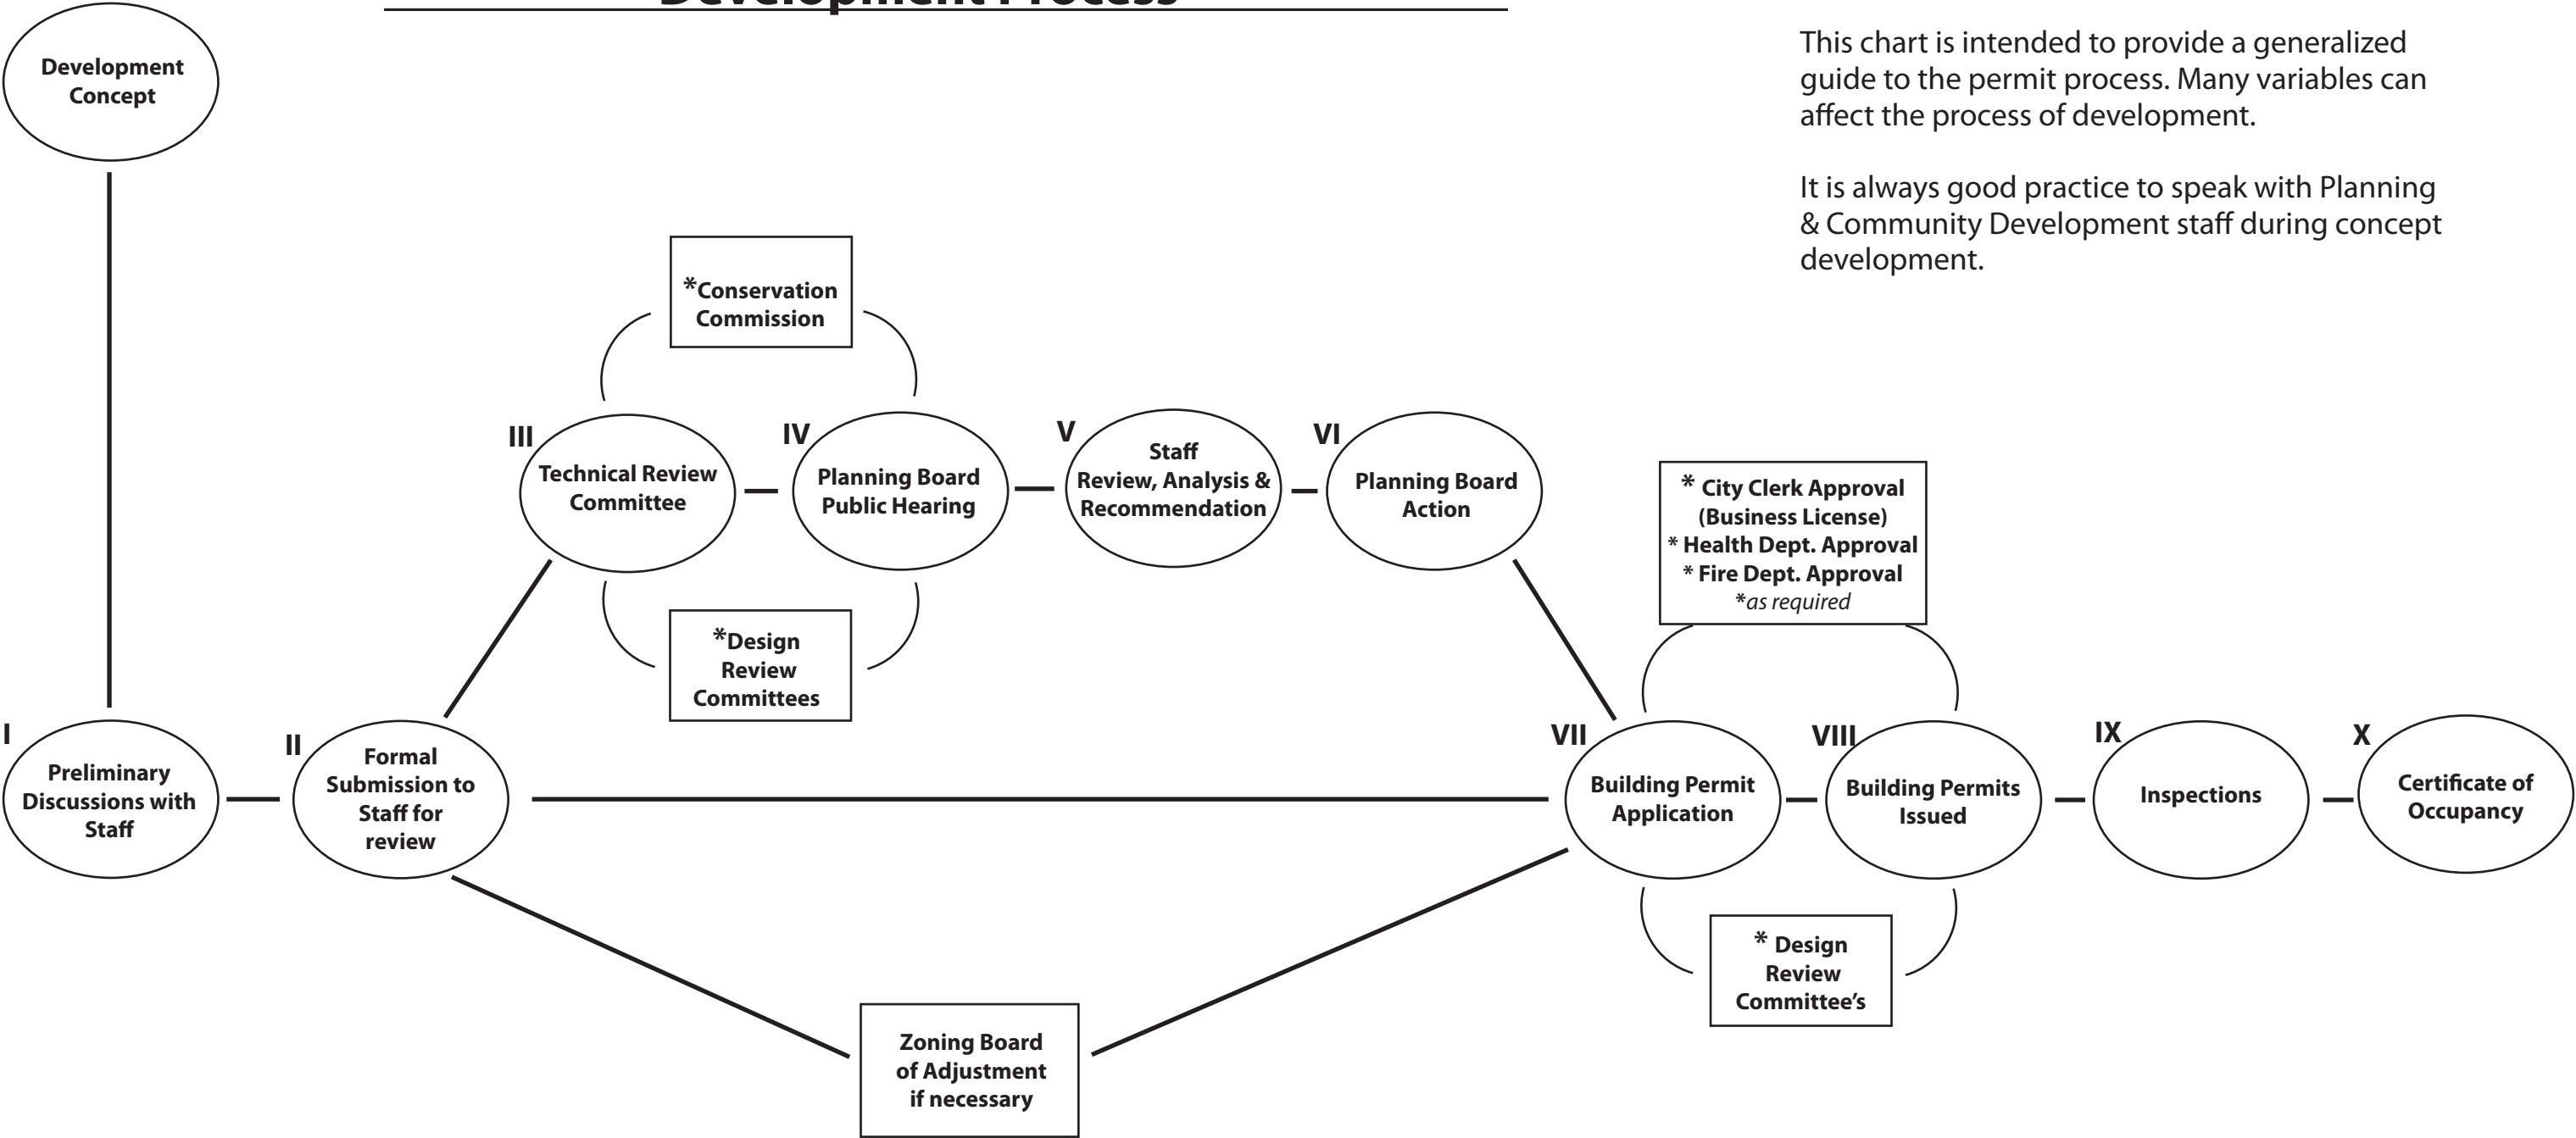 Development Process
Development
Concept
This chart is intended to provide a generalized
guide to the permit process. Many variables can
affect the process of development.
It is always good practice to speak with Planning
& Community Development staff during concept
development.
*Conservation
Commission
III
Technical Review
Committee
IV
Planning Board
Public Hearing
V
Staff
Review, Analysis &
Recommendation
VI
Planning Board
Action
*Design
Review
Committees
* City Clerk Approval
(Business License)
* Health Dept. Approval
* Fire Dept. Approval
*as required
I
Preliminary
Discussions with
Staff
II
Formal
Submission to
Staff for
review
VII
Building Permit
Application
VIII
Building Permits
Issued
IX
Inspections
X
Certificate of
Occupancy
* Design
Review
Committee’s
Zoning Board
of Adjustment
if necessary